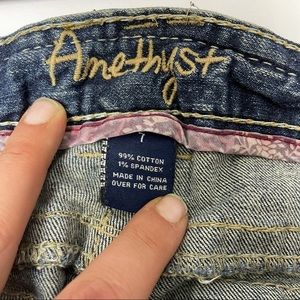 Amethyst
7
99% COTTON
1% SPANDEX
MADE IN CHINA
OVER FOR CARE